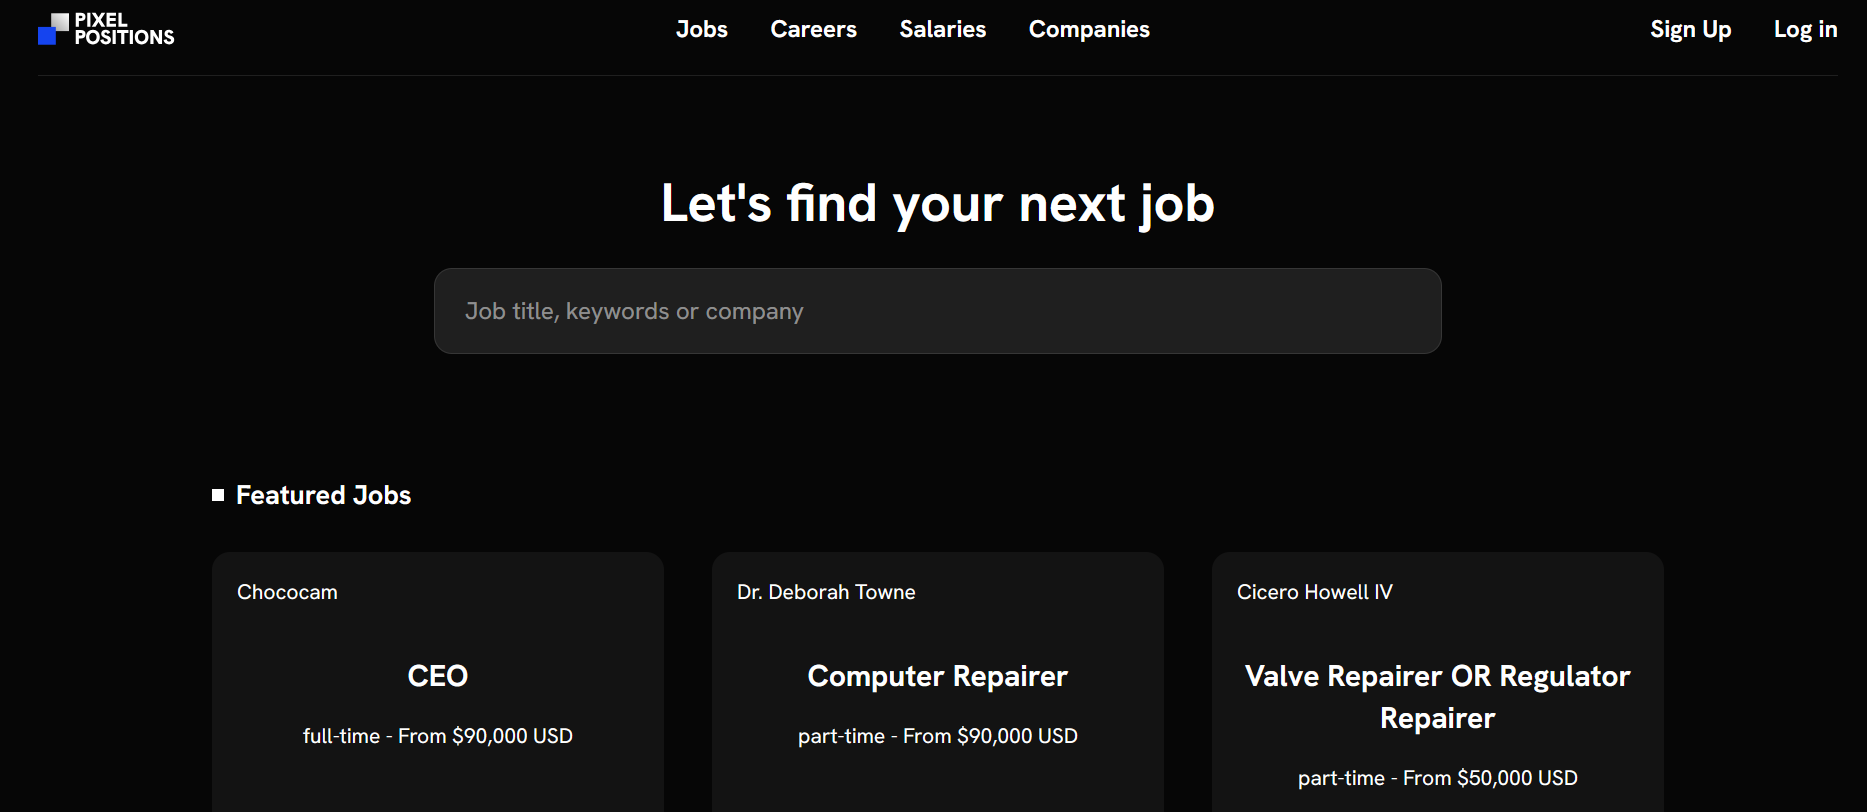 PIXEL
POSITIONS
Jobs Careers Salaries Companies
Sign Up Log in
Let's find your next job
Job title, keywords or company
Featured Jobs
Chococam
CEO
full-time - From $90,000 USD
Dr. Deborah Towne
Computer Repairer
part-time - From $90,000 USD
Cicero Howell IV
Valve Repairer OR Regulator
Repairer
part-time - From $50,000 USD